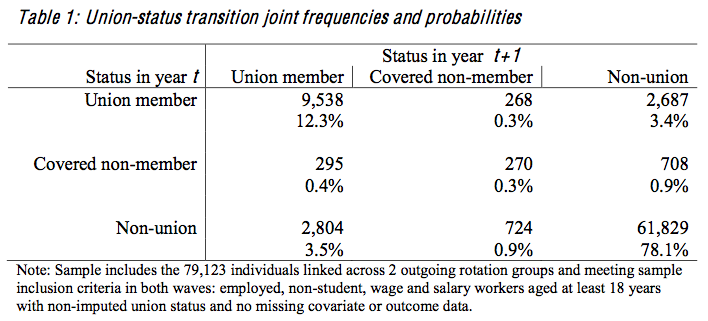 Table 1: Union-status transition joint frequencies and probabilities
Status in year t+1
Status in year t Union member Covered non-member Non-union
Union member 9,538 268 2,687
12.3% 0.3% 3.4%
Covered non-member 295 270 708
0.4% 0.3% 0.9%
Non-union 2,804 724 61,829
3.5% 0.9% 78.1%
Note: Sample includes the 79,123 individuals linked across 2 outgoing rotation groups and meeting sample
inclusion criteria in both waves: employed, non-student, wage and salary workers aged at least 18 years
with non-imputed union status and no missing covariate or outcome data.